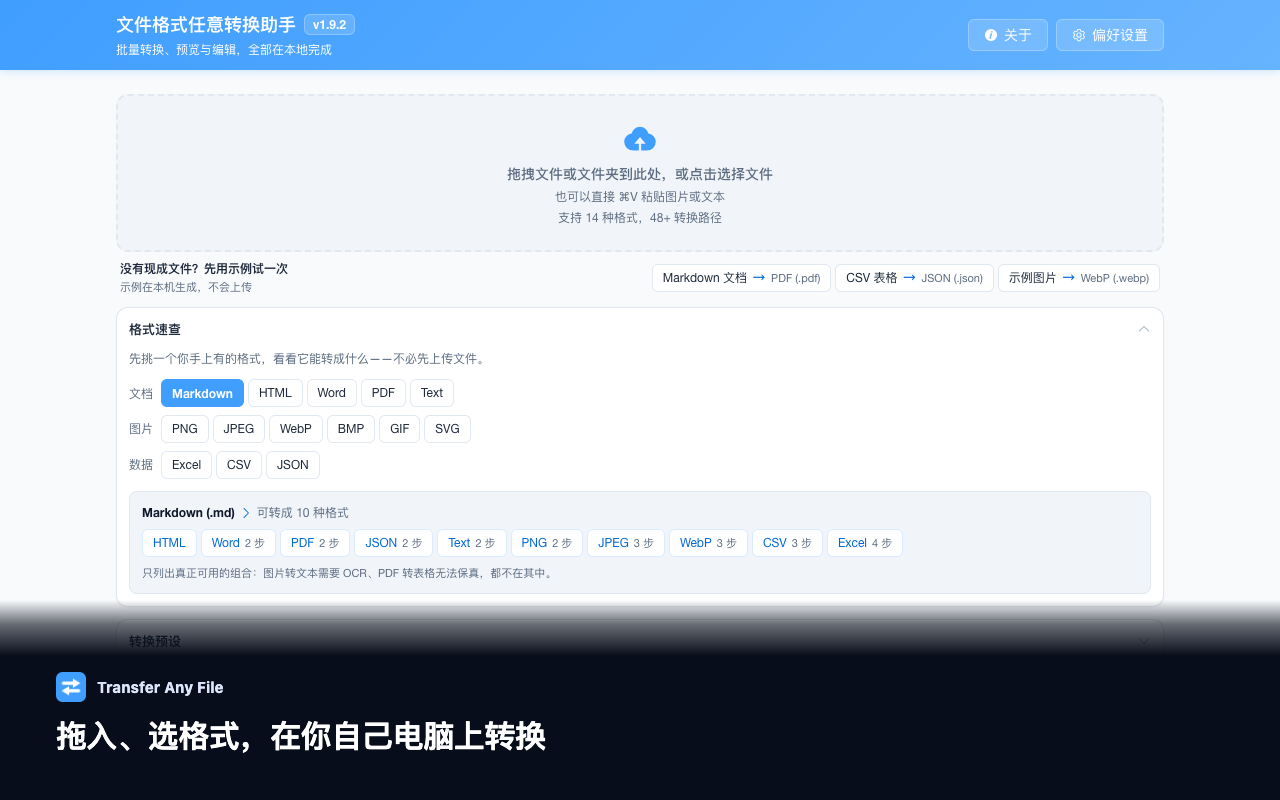 文件格式任意转换助手 v1.9.2
批量转换、预览与编辑，全部在本地完成
关于 偏好设置
拖拽文件或文件夹到此处，或点击选择文件
也可以直接 ⌘V 粘贴图片或文本
支持 14 种格式，48+ 转换路径
没有现成文件？先用示例试一次
示例在本机生成，不会上传
Markdown 文档 → PDF (.pdf) CSV 表格 → JSON (.json) 示例图片 → WebP (.webp)
格式速查
先挑一个你手上有的格式，看看它能转成什么——不必先上传文件。
文档 Markdown HTML Word PDF Text
图片 PNG JPEG WebP BMP GIF SVG
数据 Excel CSV JSON
Markdown (.md) > 可转成 10 种格式
HTML Word 2 步 PDF 2 步 JSON 2 步 Text 2 步 PNG 2 步 JPEG 3 步 WebP 3 步 CSV 3 步 Excel 4 步
只列出真正可用的组合：图片转文本需要 OCR、PDF 转表格无法保真，都不在其中。
转换预设
Transfer Any File
拖入、选格式，在你自己电脑上转换